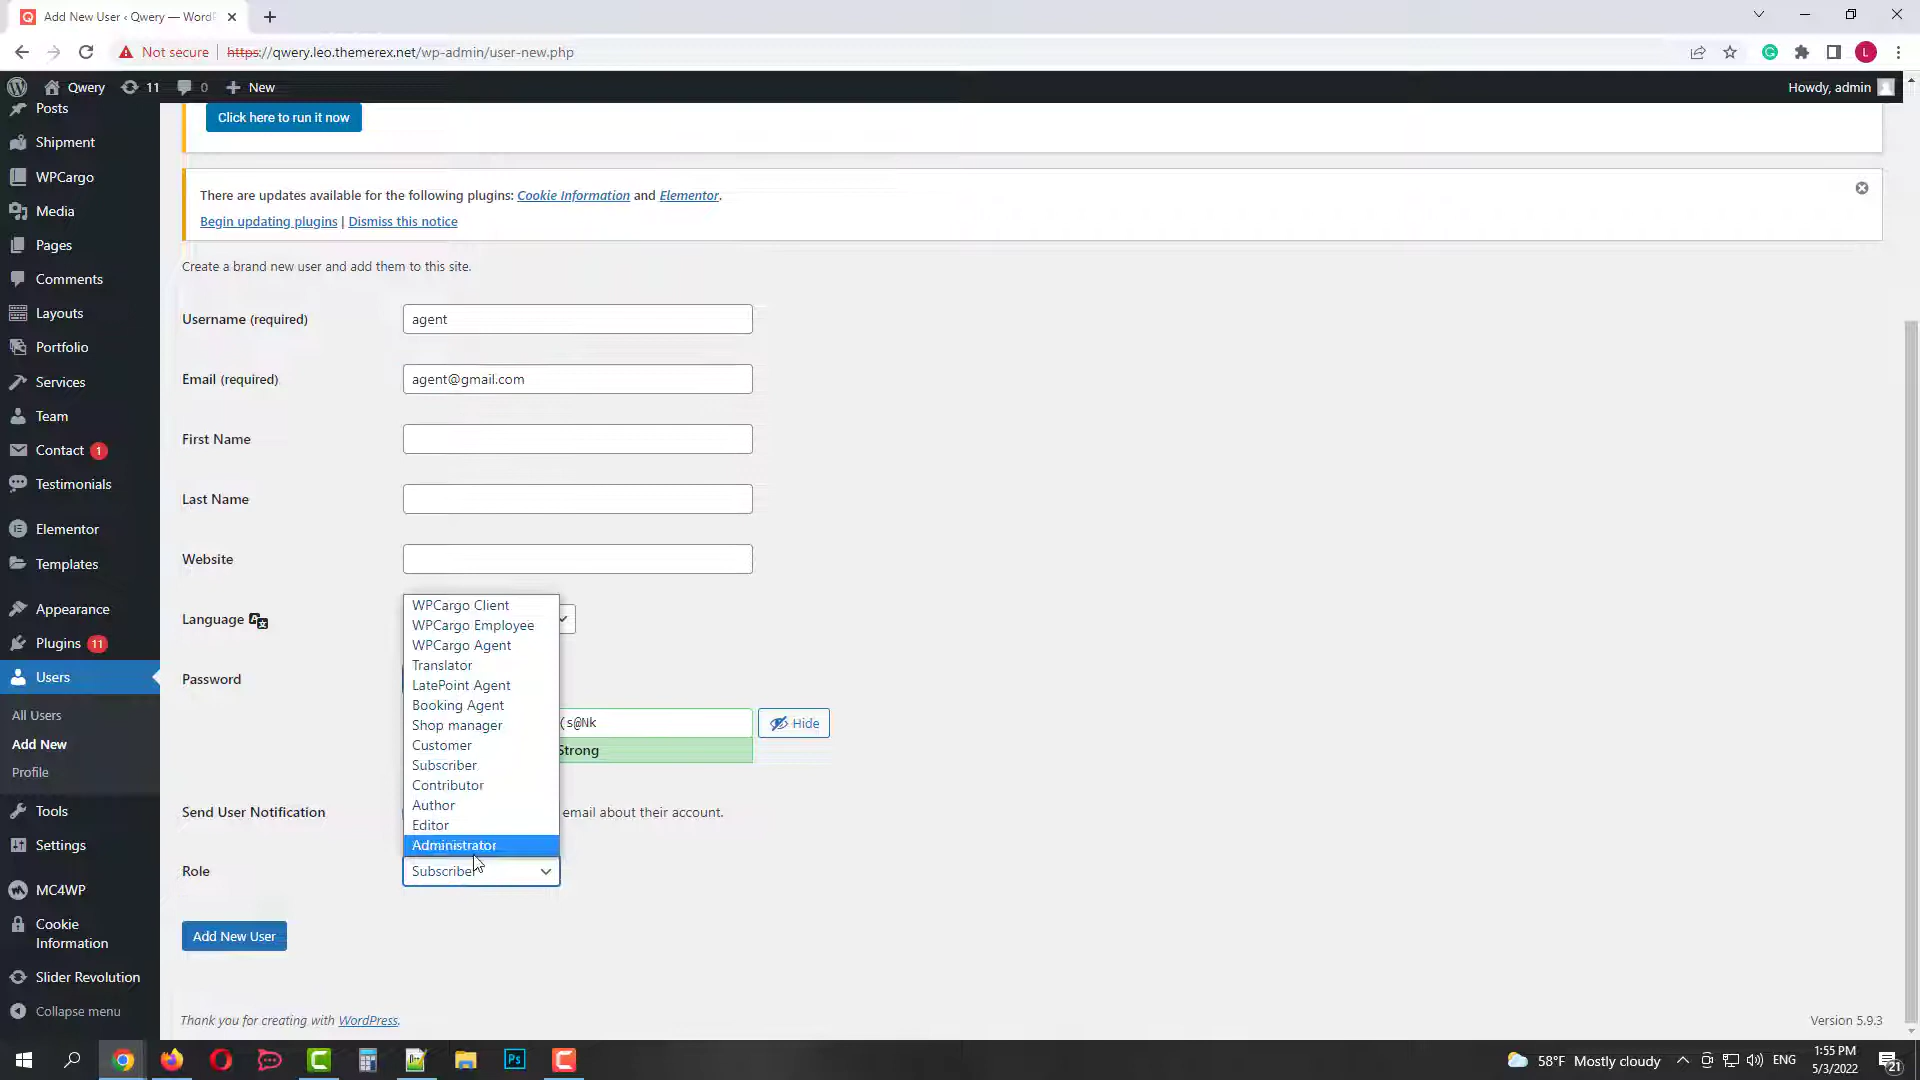 Add New User ‹ Qwery — WordP
Not secure
https://qwery.leo.themerex.net/wp-admin/user-new.php
L
Qwery
11
0
New
Howdy, admin
Posts
Shipment
WPCargo
Media
Pages
Comments
Layouts
Portfolio
Services
Team
Contact 1
Testimonials
Elementor
Templates
Appearance
Plugins 11
Users
All Users
Add New
Profile
Tools
Settings
MC4WP
Cookie
Information
Slider Revolution
Collapse menu
Click here to run it now
There are updates available for the following plugins: Cookie Information and Elementor.
Begin updating plugins | Dismiss this notice
Create a brand new user and add them to this site.
Username (required)
agent
Email (required)
agent@gmail.com
First Name
Last Name
Website
Language
Password
(s@Nk
Hide
Strong
Send User Notification
email about their account.
Role
WPCargo Client
WPCargo Employee
WPCargo Agent
Translator
LatePoint Agent
Booking Agent
Shop manager
Customer
Subscriber
Contributor
Author
Editor
Administrator
Subscriber
Add New User
Thank you for creating with WordPress.
Version 5.9.3
Ps
58°F Mostly cloudy
ENG
1:55 PM
5/3/2022
21